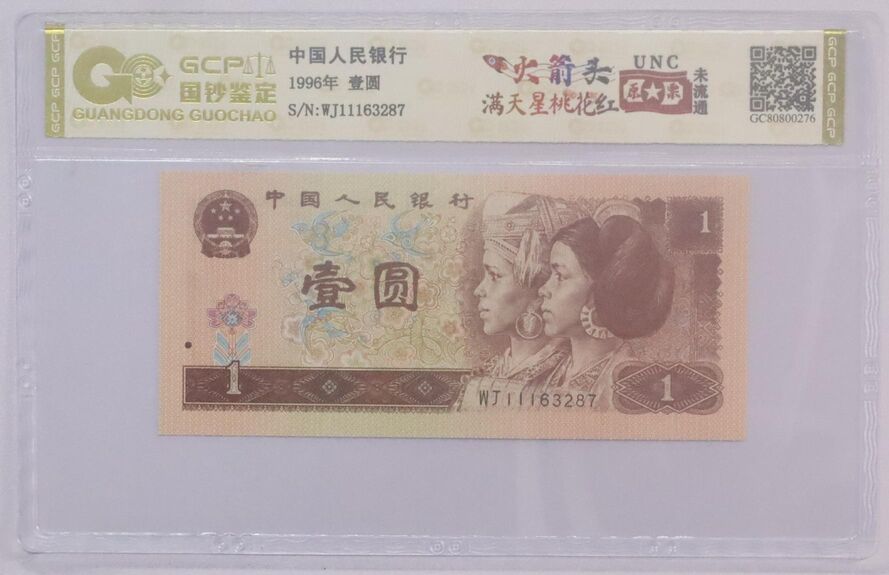 GCP GCP GCP
GCP
国钞鉴定
GUANGDONG GUOCHAO
中国人民银行
1996年 壹圆
S/N:WJ11163287
火箭头
满天星桃花红
UNC
原★票
未流通
GC80800276
GCP GCP GCP
中国人民银行
壹圆
1
1
1
WJ11163287